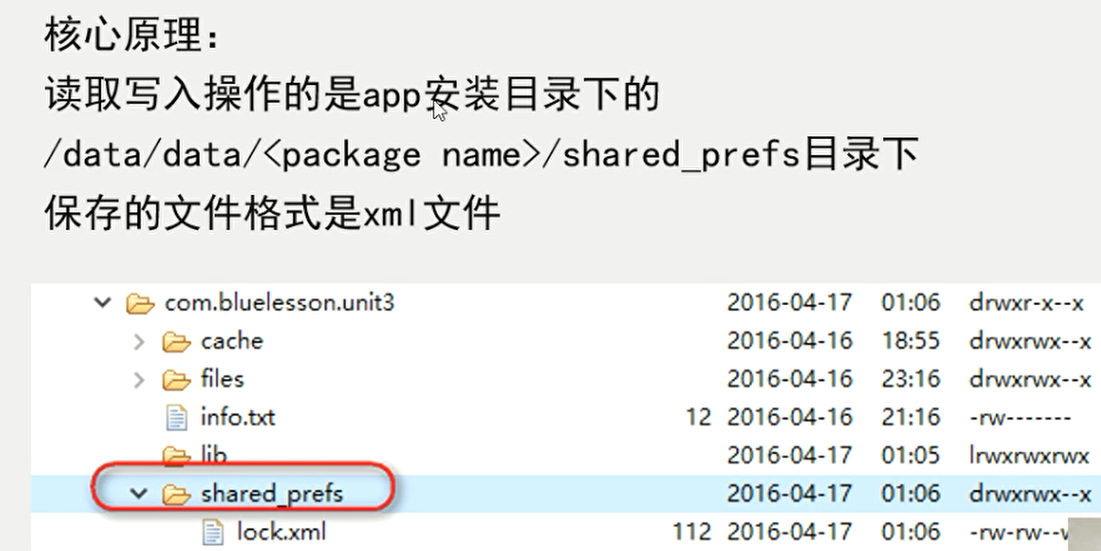 核心原理：
读取写入操作的是app安装目录下的
/data/data/<package name>/shared_prefs目录下
保存的文件格式是xml文件
com.bluelesson.unit3 2016-04-17 01:06 drwxr-x--x
cache 2016-04-16 18:55 drwxrwx--x
files 2016-04-16 23:16 drwxrwx--x
info.txt 12 2016-04-16 21:16 -rw-------
lib 2016-04-17 01:05 lrwxrwxrwx
shared_prefs 2016-04-17 01:06 drwxrwx--x
lock.xml 112 2016-04-17 01:06